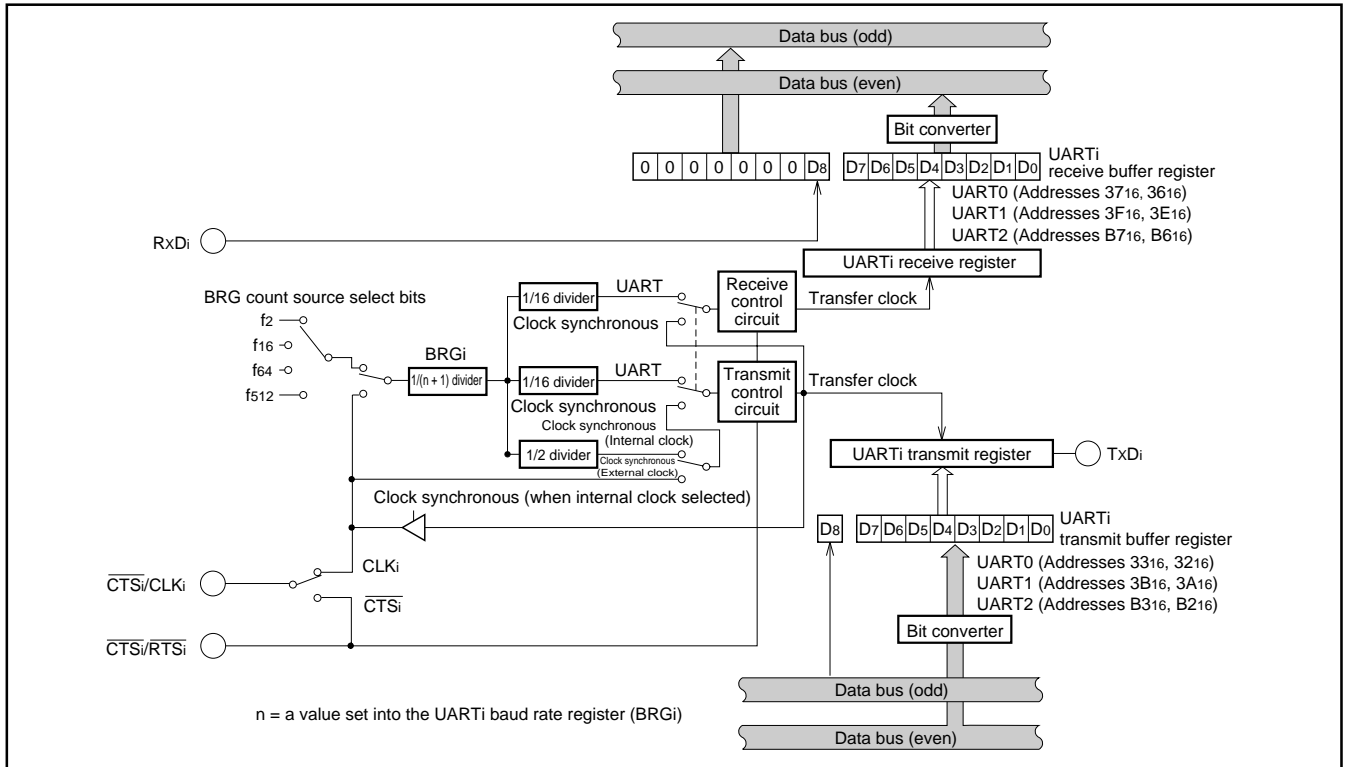 Data bus (odd)
Data bus (even)
Bit converter
0 0 0 0 0 0 0 D8
D7 D6 D5 D4 D3 D2 D1 D0
UARTi
receive buffer register
UART0 (Addresses 3716, 3616)
UART1 (Addresses 3F16, 3E16)
UART2 (Addresses B716, B616)
RxDi
UARTi receive register
BRG count source select bits
f2
f16
f64
f512
BRGi
1/(n + 1) divider
1/16 divider
UART
Clock synchronous
Receive
control
circuit
Transfer clock
1/16 divider
UART
Clock synchronous
Transmit
control
circuit
Transfer clock
Clock synchronous
(Internal clock)
1/2 divider
Clock synchronous
(External clock)
UARTi transmit register
TxDi
Clock synchronous (when internal clock selected)
D8
D7 D6 D5 D4 D3 D2 D1 D0
UARTi
transmit buffer register
UART0 (Addresses 3316, 3216)
UART1 (Addresses 3B16, 3A16)
UART2 (Addresses B316, B216)
CTSi/CLKi
CLKi
CTSi
CTSi/RTSi
Bit converter
Data bus (odd)
Data bus (even)
n = a value set into the UARTi baud rate register (BRGi)